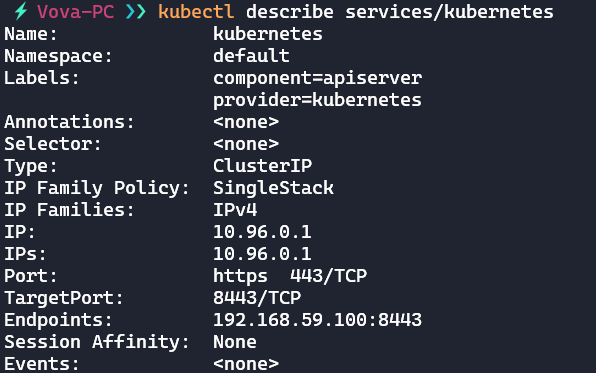 ⚡ Vova-PC ❯❯ kubectl describe services/kubernetes
Name:              kubernetes
Namespace:         default
Labels:            component=apiserver
                   provider=kubernetes
Annotations:       <none>
Selector:          <none>
Type:              ClusterIP
IP Family Policy:  SingleStack
IP Families:       IPv4
IP:                10.96.0.1
IPs:               10.96.0.1
Port:              https  443/TCP
TargetPort:        8443/TCP
Endpoints:         192.168.59.100:8443
Session Affinity:  None
Events:            <none>